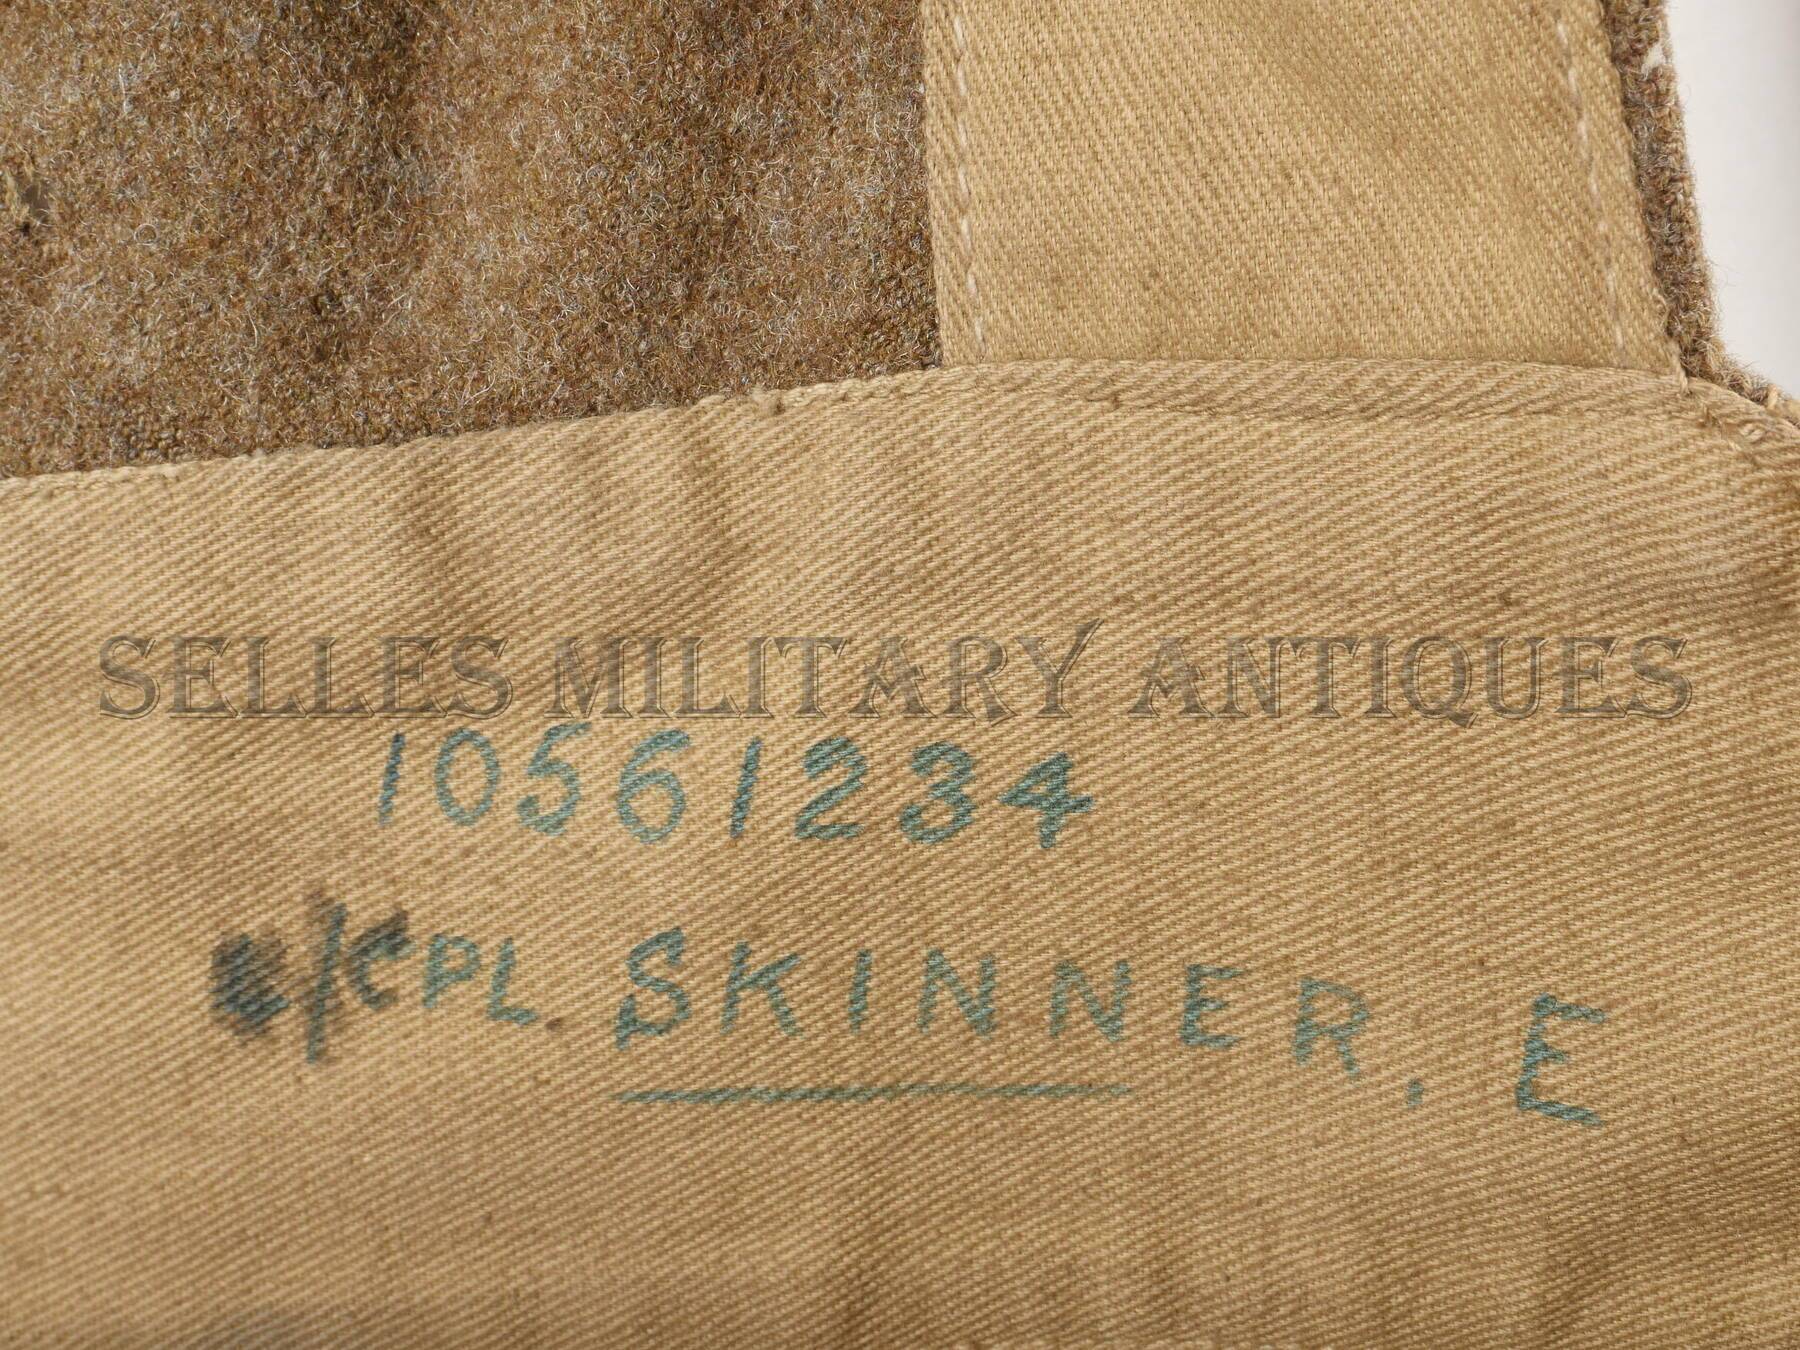 SELLES MILITARY ANTIQUES
10561234
/CPL. SKINNER. E